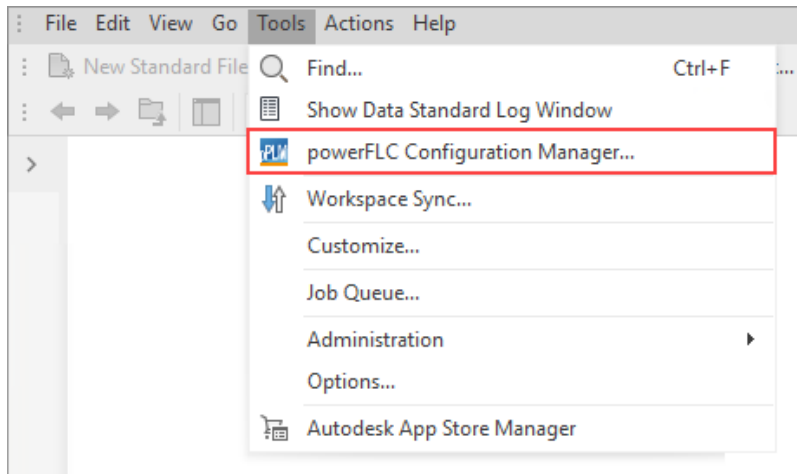 File Edit View Go Tools Actions Help
New Standard File
Find... Ctrl+F
Show Data Standard Log Window
PLM powerFLC Configuration Manager...
Workspace Sync...
Customize...
Job Queue...
Administration
Options...
Autodesk App Store Manager